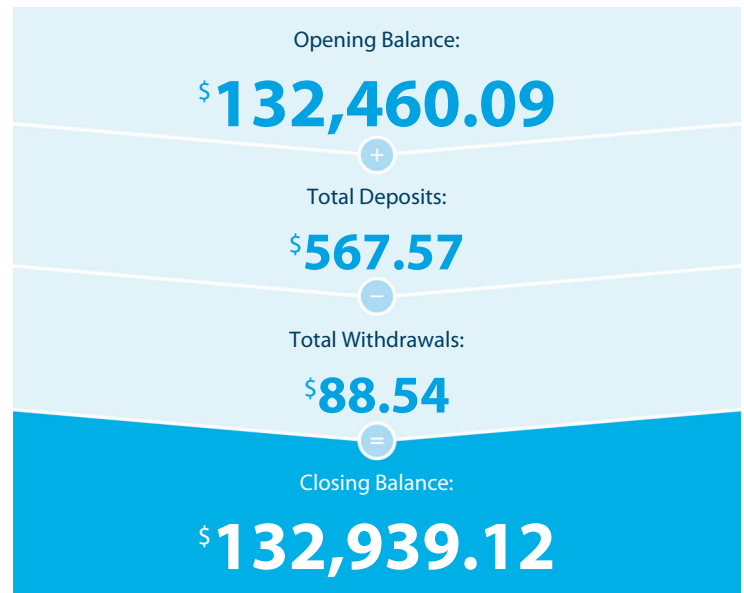 Opening Balance:
$132,460.09
+
Total Deposits:
$567.57
−
Total Withdrawals:
$88.54
=
Closing Balance:
$132,939.12